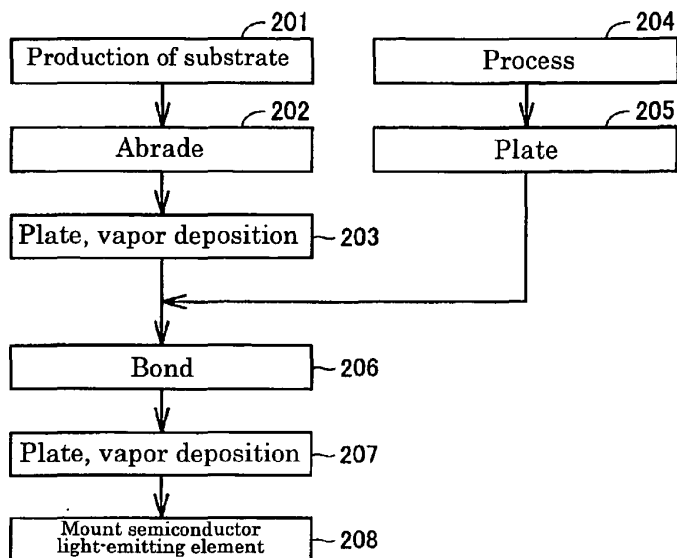 201
Production of substrate
204
Process
202
Abrade
205
Plate
Plate, vapor deposition
203
Bond
206
Plate, vapor deposition
207
Mount semiconductor
light-emitting element
208